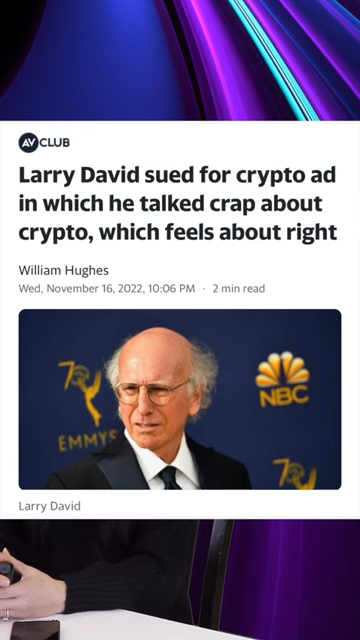 AV CLUB
Larry David sued for crypto ad
in which he talked crap about
crypto, which feels about right
William Hughes
Wed, November 16, 2022, 10:06 PM · 2 min read
70
EMMYS
NBC
70
Larry David